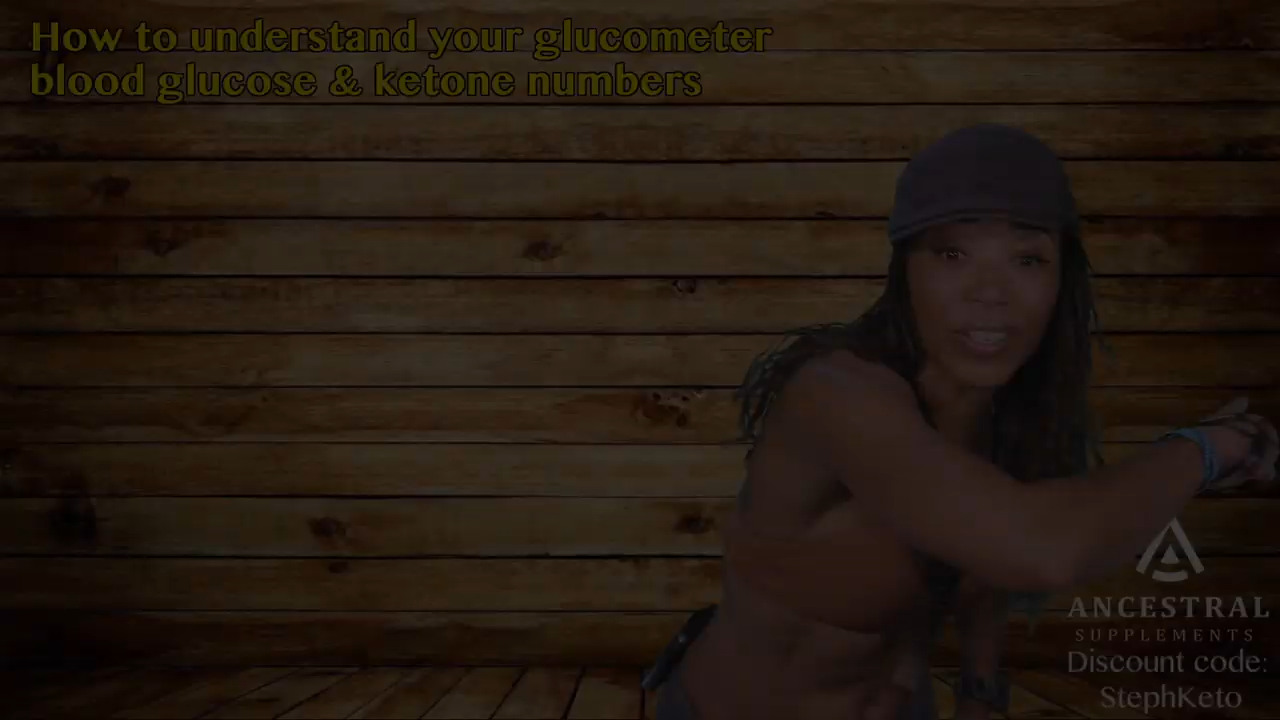 How to understand your glucometer
blood glucose & ketone numbers
ANCESTRAL
SUPPLEMENTS
Discount code:
StephKeto